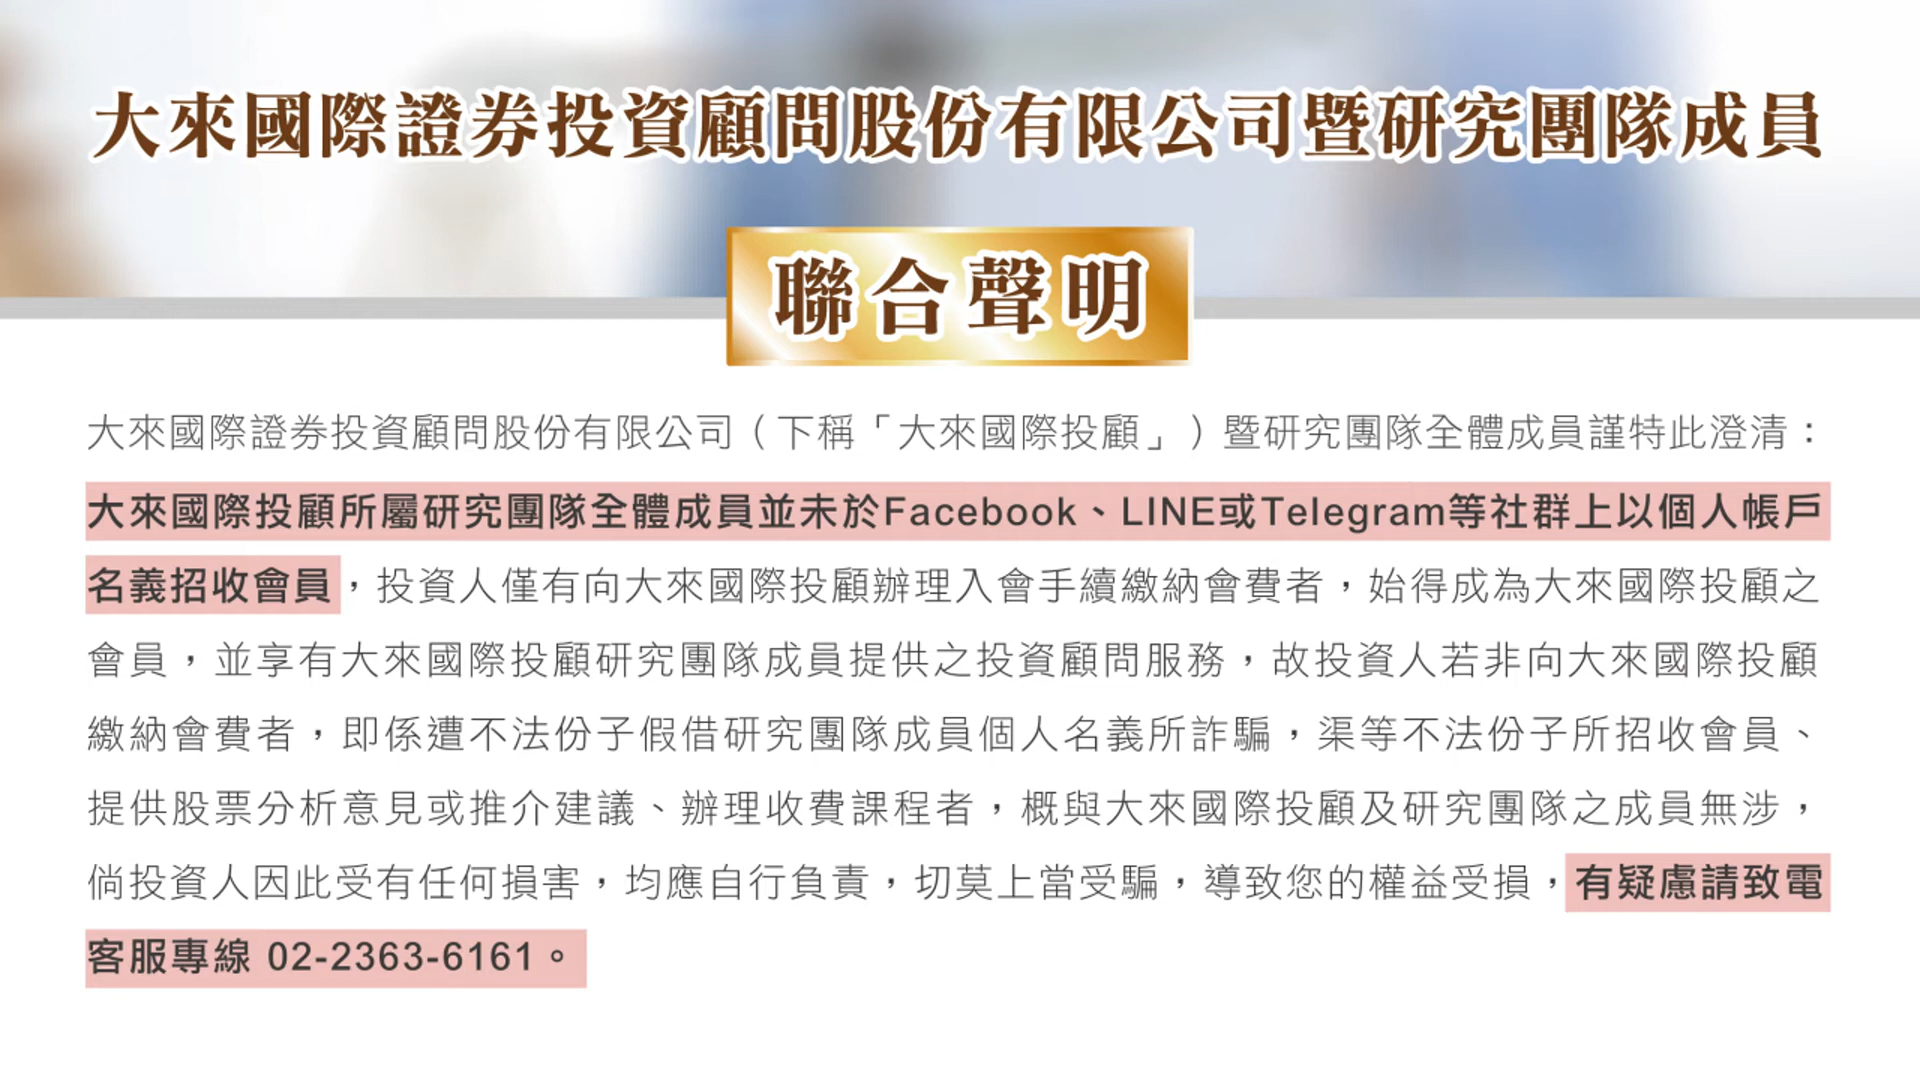 大來國際證券投資顧問股份有限公司暨研究團隊成員
聯合聲明
大來國際證券投資顧問股份有限公司（下稱「大來國際投顧」）暨研究團隊全體成員謹特此澄清：
大來國際投顧所屬研究團隊全體成員並未於Facebook、LINE或Telegram等社群上以個人帳戶
名義招收會員，投資人僅有向大來國際投顧辦理入會手續繳納會費者，始得成為大來國際投顧之
會員，並享有大來國際投顧研究團隊成員提供之投資顧問服務，故投資人若非向大來國際投顧
繳納會費者，即係遭不法份子假借研究團隊成員個人名義所詐騙，渠等不法份子所招收會員、
提供股票分析意見或推介建議、辦理收費課程者，概與大來國際投顧及研究團隊之成員無涉，
倘投資人因此受有任何損害，均應自行負責，切莫上當受騙，導致您的權益受損，有疑慮請致電
客服專線 02-2363-6161。